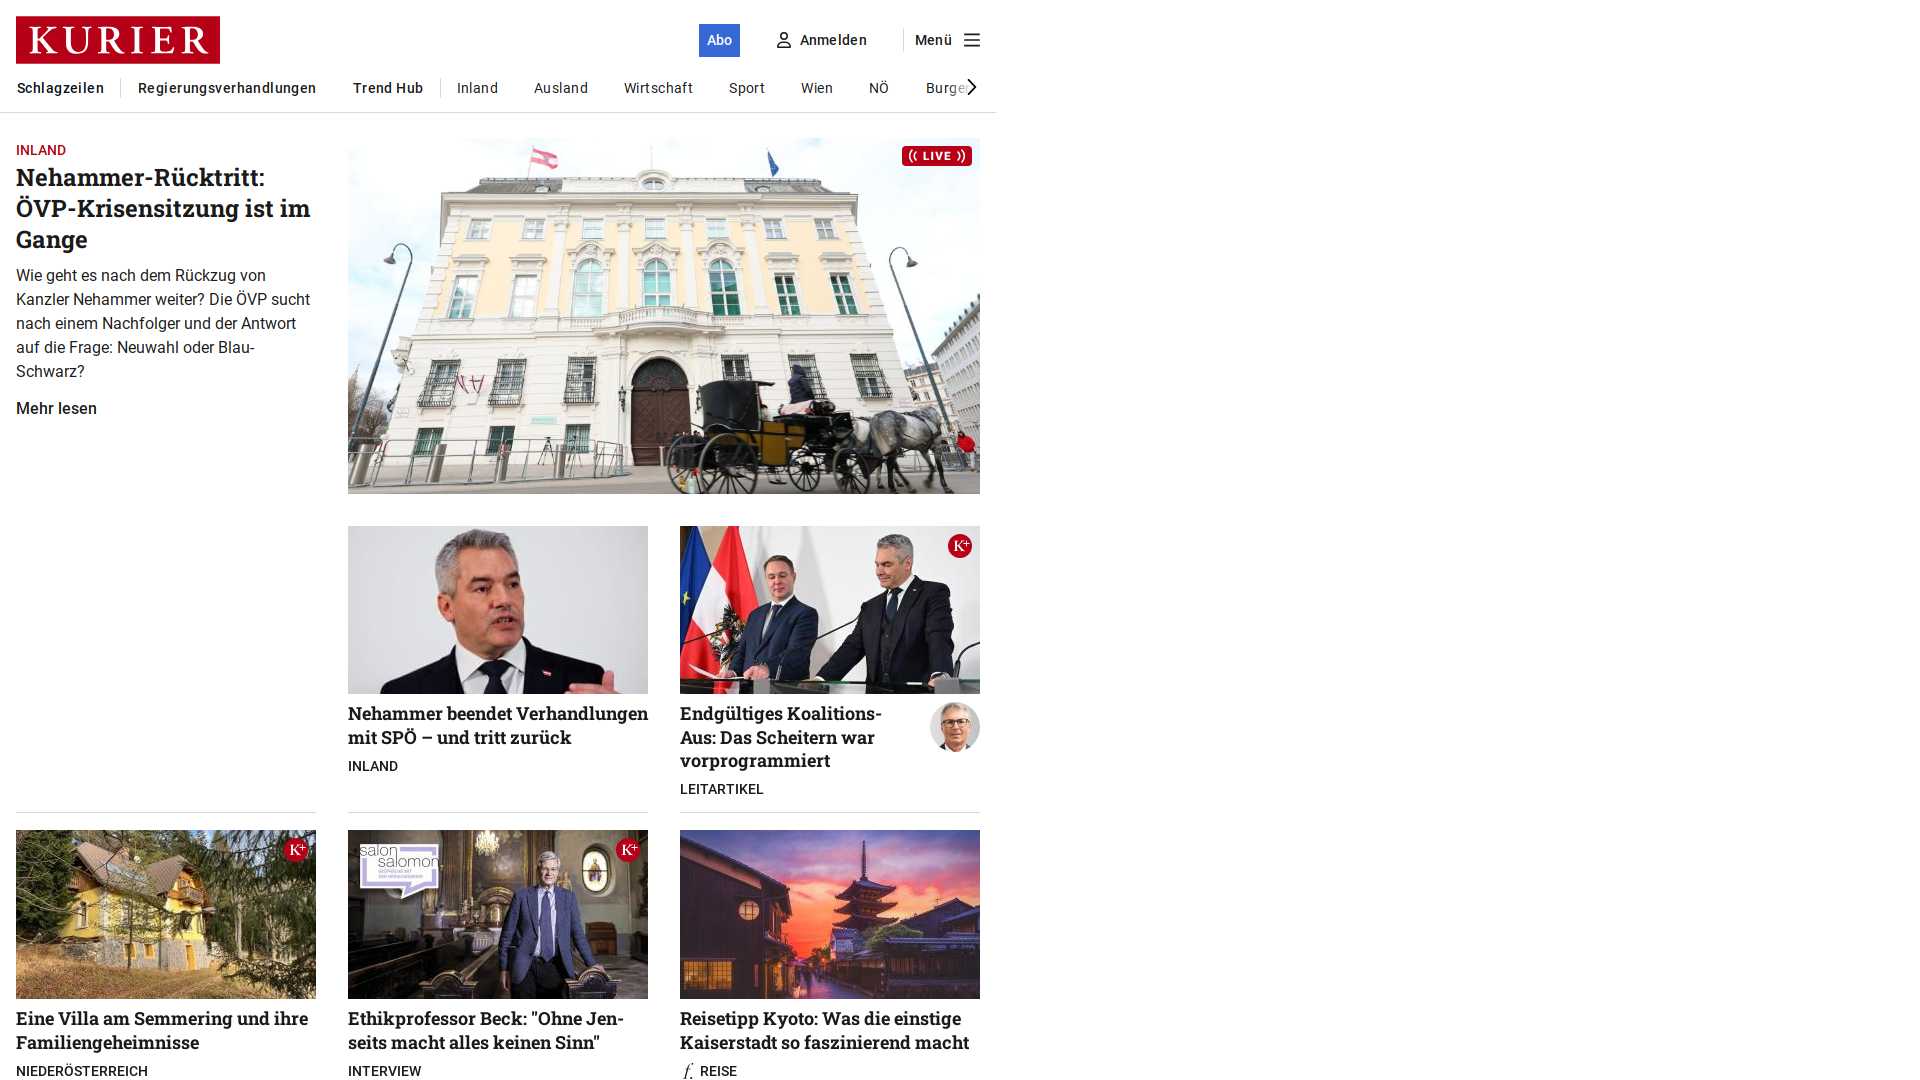 KURIER
Abo
Anmelden
Menü
Schlagzeilen
Regierungsverhandlungen
Trend Hub
Inland
Ausland
Wirtschaft
Sport
Wien
NÖ
INLAND
Nehammer-Rücktritt:
ÖVP-Krisensitzung ist im
Gange
Wie geht es nach dem Rückzug von
Kanzler Nehammer weiter? Die ÖVP sucht
nach einem Nachfolger und der Antwort
auf die Frage: Neuwahl oder Blau-
Schwarz?
Mehr lesen
LIVE
Nehammer beendet Verhandlungen
mit SPÖ – und tritt zurück
INLAND
K+
Endgültiges Koalitions-
Aus: Das Scheitern war
vorprogrammiert
LEITARTIKEL
K+
Eine Villa am Semmering und ihre
Familiengeheimnisse
NIEDERÖSTERREICH
salon
salomon
K+
Ethikprofessor Beck: "Ohne Jen-
seits macht alles keinen Sinn"
INTERVIEW
Reisetipp Kyoto: Was die einstige
Kaiserstadt so faszinierend macht
f. REISE